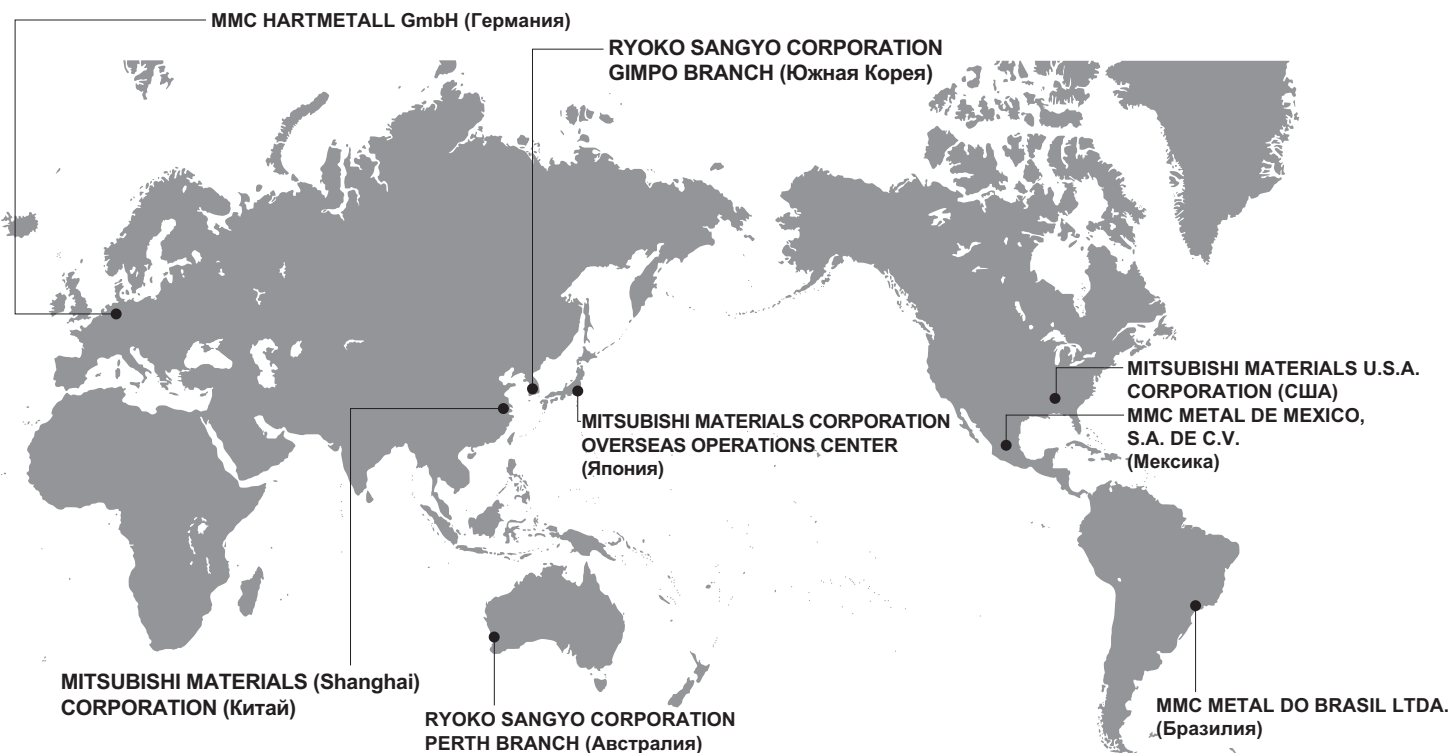 MMC HARTMETALL GmbH (Германия)
RYOKO SANGYO CORPORATION
GIMPO BRANCH (Южная Корея)
MITSUBISHI MATERIALS U.S.A.
CORPORATION (США)
MMC METAL DE MEXICO,
S.A. DE C.V.
(Мексика)
MITSUBISHI MATERIALS CORPORATION
OVERSEAS OPERATIONS CENTER
(Япония)
MITSUBISHI MATERIALS (Shanghai)
CORPORATION (Китай)
RYOKO SANGYO CORPORATION
PERTH BRANCH (Австралия)
MMC METAL DO BRASIL LTDA.
(Бразилия)